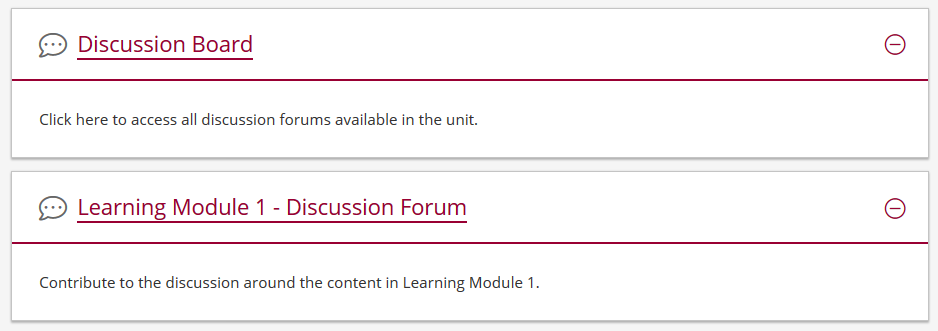 Discussion Board
Click here to access all discussion forums available in the unit.
Learning Module 1 - Discussion Forum
Contribute to the discussion around the content in Learning Module 1.